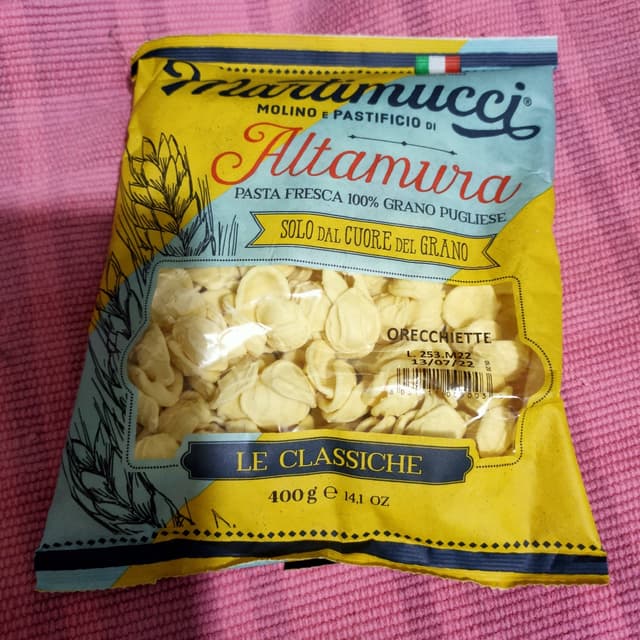 Maramucci®
MOLINO E PASTIFICIO DI
Altamura
PASTA FRESCA 100% GRANO PUGLIESE
SOLO DAL CUORE DEL GRANO
ORECCHIETTE
L. 253.M22
13/07/22
LE CLASSICHE
400 g ℮ 14,1 OZ